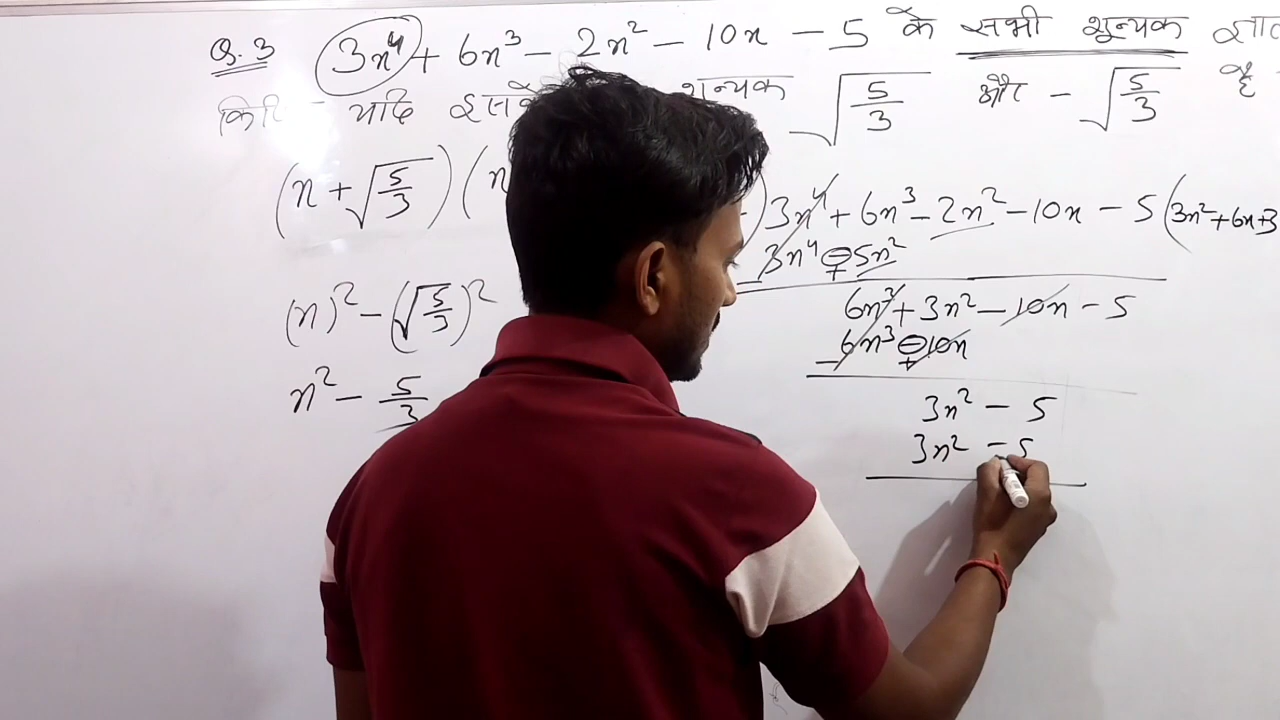 Q.3 3x⁴ + 6x³ - 2x² - 10x - 5 के सभी शून्यक ज्ञात
यदि शून्यक √(5/3) और - √(5/3) है
(x + √(5/3)) (x
(x)² - (√(5/3))²
x² - 5/3
) 3x⁴ + 6x³ - 2x² - 10x - 5 ( 3x² + 6x + 3
3x⁴ - 5x²
6x³ + 3x² - 10x - 5
6x³ - 10x
3x² - 5
3x² - 5